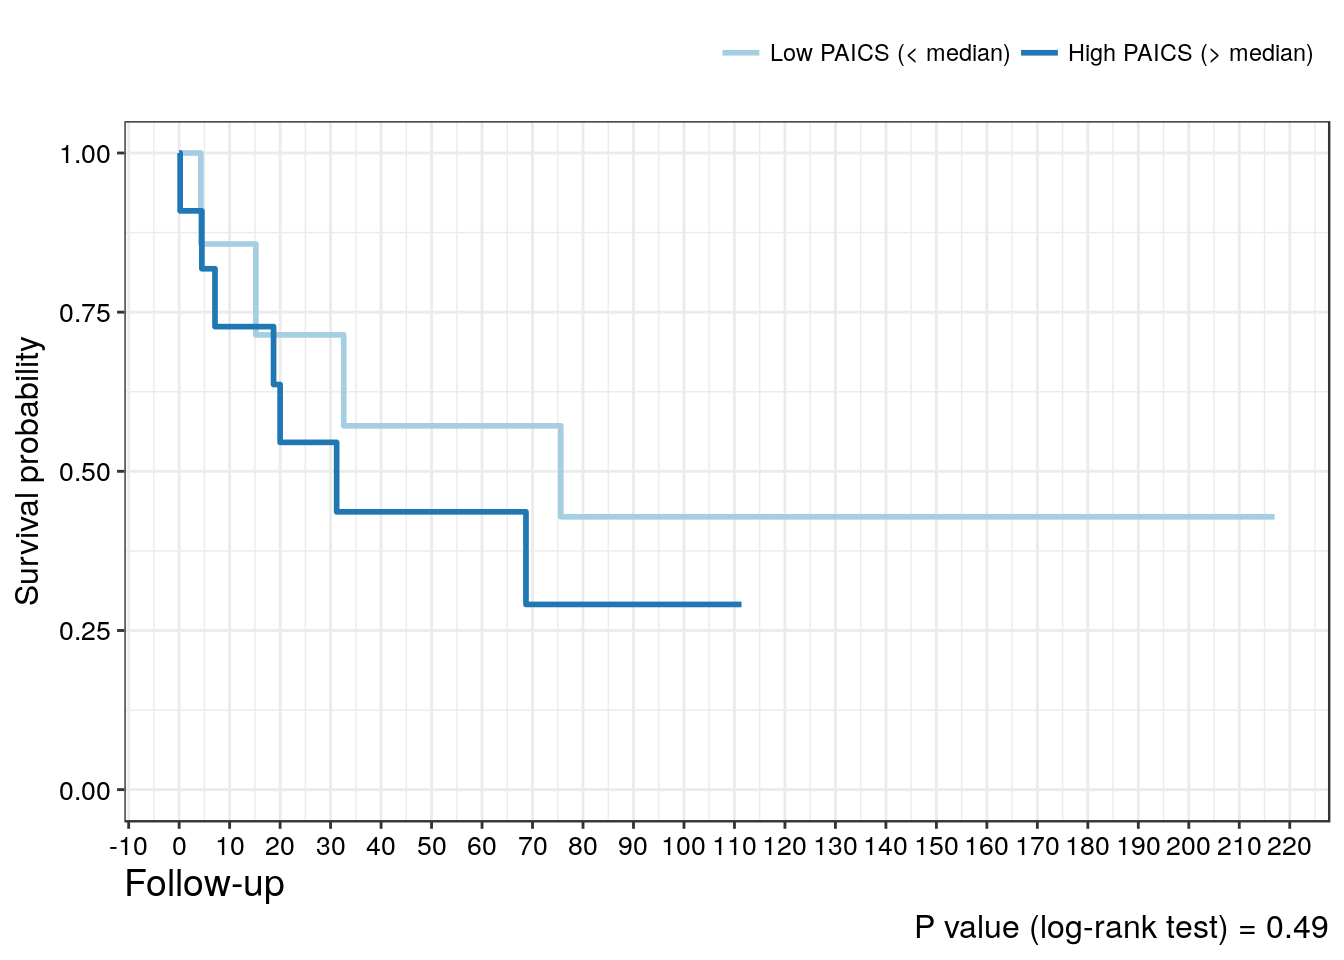 Low PAICS (< median) High PAICS (> median)
1.00
0.75
0.50
0.25
0.00
Survival probability
-10 0 10 20 30 40 50 60 70 80 90 100 110 120 130 140 150 160 170 180 190 200 210 220
Follow-up
P value (log-rank test) = 0.49